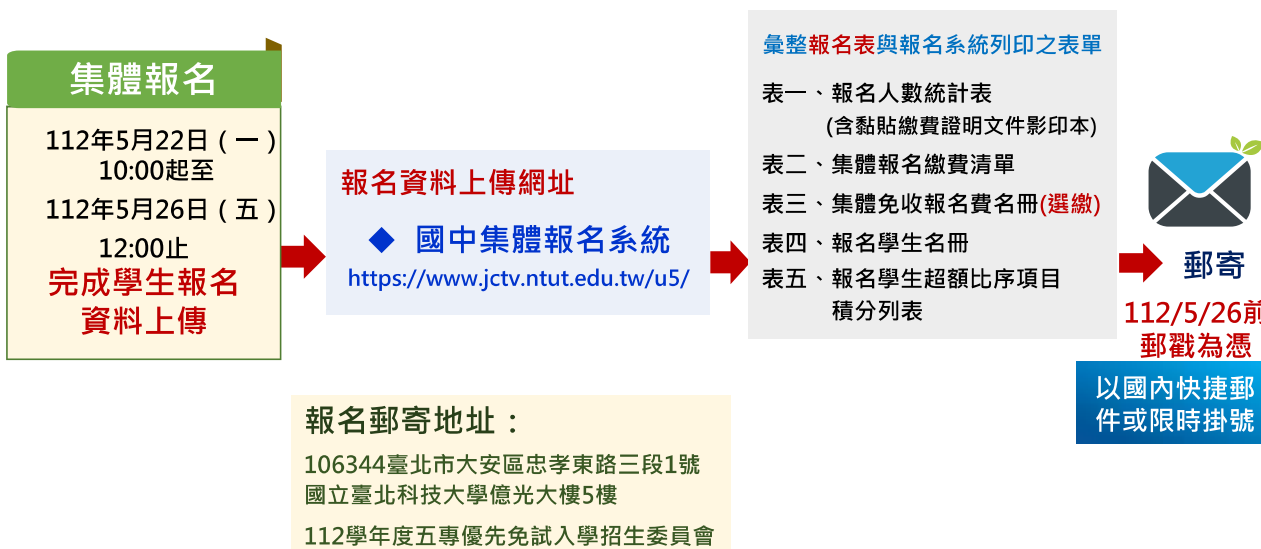 集體報名
112年5月22日（一）
10:00起至
112年5月26日（五）
12:00止
完成學生報名
資料上傳
報名資料上傳網址
◆ 國中集體報名系統
https://www.jctv.ntut.edu.tw/u5/
彙整報名表與報名系統列印之表單
表一、報名人數統計表
(含黏貼繳費證明文件影印本)
表二、集體報名繳費清單
表三、集體免收報名費名冊(選繳)
表四、報名學生名冊
表五、報名學生超額比序項目
積分列表
郵寄
112/5/26前
郵戳為憑
以國內快捷郵
件或限時掛號
報名郵寄地址：
106344臺北市大安區忠孝東路三段1號
國立臺北科技大學億光大樓5樓
112學年度五專優先免試入學招生委員會